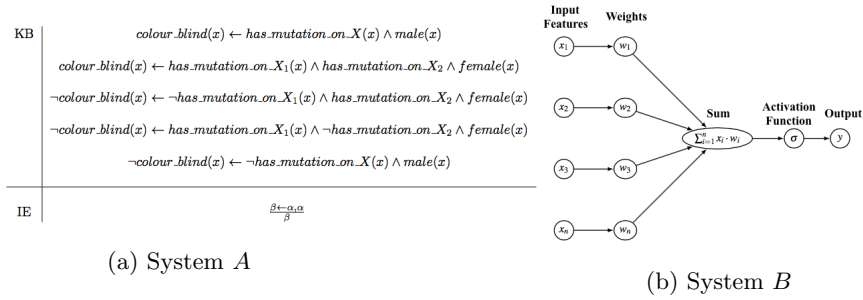 KB
colour_blind(x) ← has_mutation_on_X(x) ∧ male(x)
colour_blind(x) ← has_mutation_on_X₁(x) ∧ has_mutation_on_X₂ ∧ female(x)
¬colour_blind(x) ← ¬has_mutation_on_X₁(x) ∧ has_mutation_on_X₂ ∧ female(x)
¬colour_blind(x) ← has_mutation_on_X₁(x) ∧ ¬has_mutation_on_X₂ ∧ female(x)
¬colour_blind(x) ← ¬has_mutation_on_X(x) ∧ male(x)
IE
β←α,α
β
(a) System A
Input
Features
Weights
x₁
w₁
x₂
w₂
Sum
Activation
Function
Output
∑ⁿᵢ₌₁ xᵢ · wᵢ
σ
y
x₃
w₃
xₙ
wₙ
(b) System B